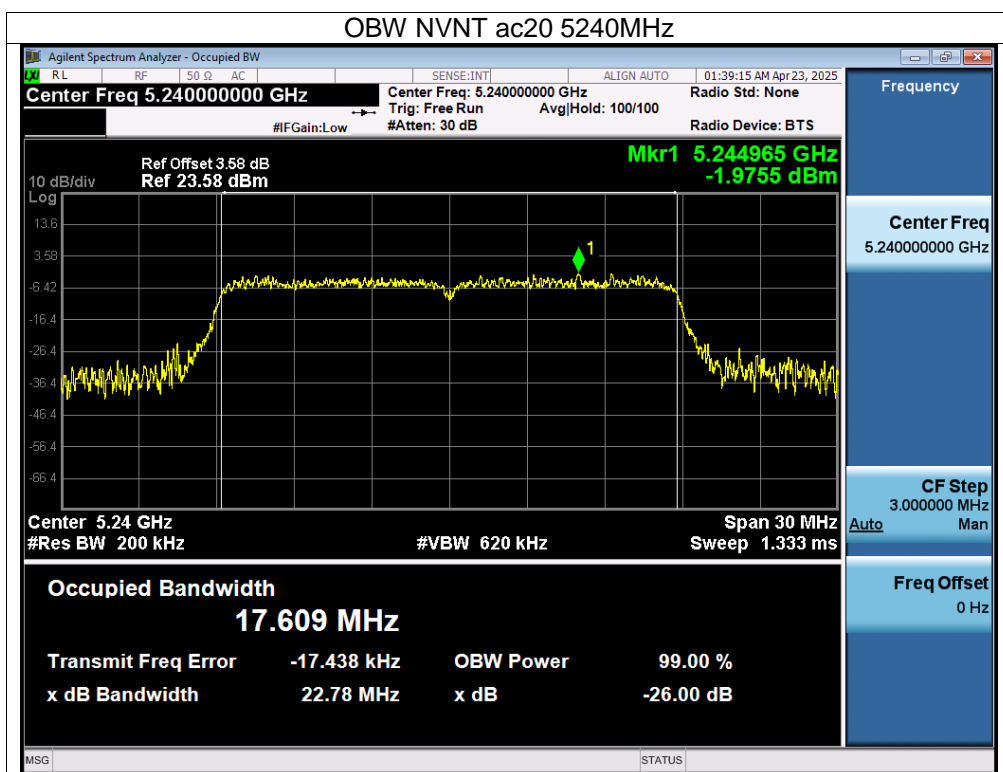 OBW NVNT ac20 5240MHz
Agilent Spectrum Analyzer - Occupied BW
LXI RL RF 50 Ω AC SENSE:INT ALIGN AUTO 01:39:15 AM Apr 23, 2025
Center Freq 5.240000000 GHz
Center Freq: 5.240000000 GHz
Radio Std: None
Trig: Free Run Avg|Hold: 100/100
#IFGain:Low
#Atten: 30 dB
Radio Device: BTS
Mkr1 5.244965 GHz
-1.9755 dBm
Ref Offset 3.58 dB
10 dB/div Ref 23.58 dBm
Log
13.6
3.58
-6.42
-16.4
-26.4
-36.4
-46.4
-56.4
-66.4
1
Center 5.24 GHz Span 30 MHz
#Res BW 200 kHz #VBW 620 kHz Sweep 1.333 ms
Occupied Bandwidth
17.609 MHz
Transmit Freq Error -17.438 kHz OBW Power 99.00 %
x dB Bandwidth 22.78 MHz x dB -26.00 dB
Frequency
Center Freq
5.240000000 GHz
CF Step
3.000000 MHz
Auto Man
Freq Offset
0 Hz
MSG STATUS